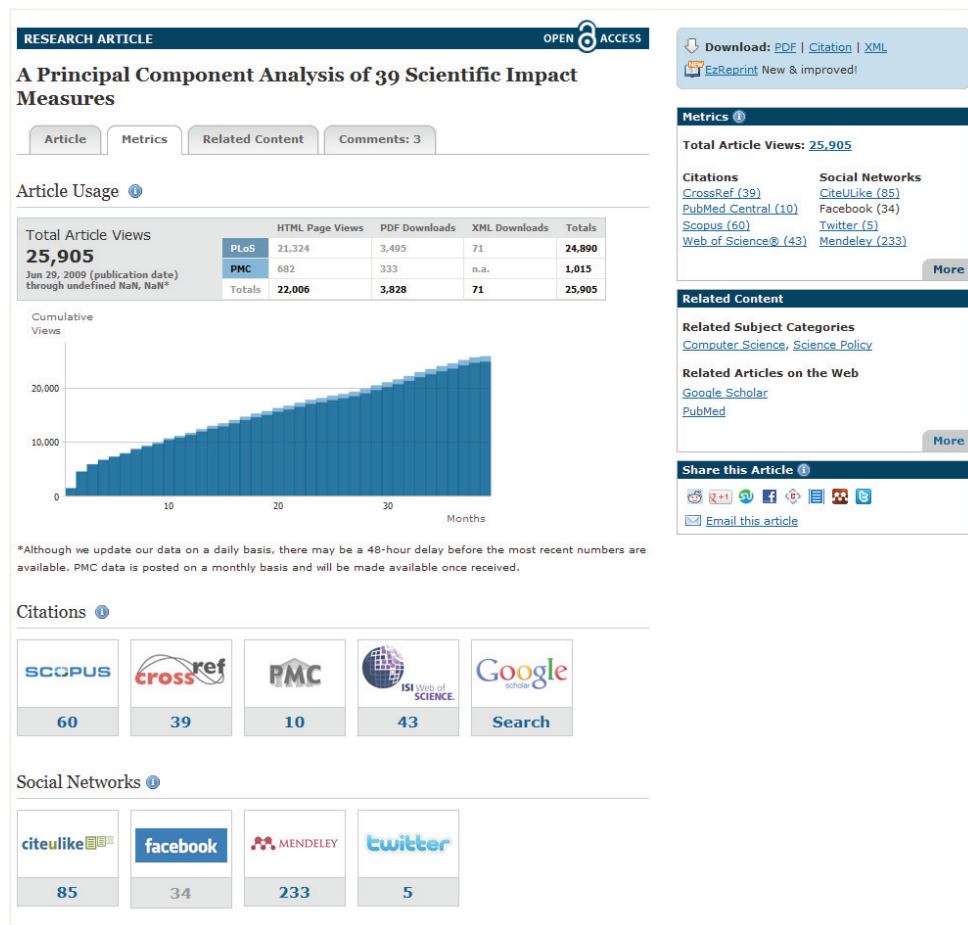 RESEARCH ARTICLE
OPEN ACCESS
A Principal Component Analysis of 39 Scientific Impact
Measures
Article
Metrics
Related Content
Comments: 3
Article Usage
Total Article Views
25,905
Jun 29, 2009 (publication date)
through undefined NaN, NaN*
HTML Page Views PDF Downloads XML Downloads Totals
PLoS 21,324 3,495 71 24,890
PMC 682 333 n.a. 1,015
Totals 22,006 3,828 71 25,905
Cumulative
Views
20,000
10,000
0
10 20 30
Months
*Although we update our data on a daily basis, there may be a 48-hour delay before the most recent numbers are
available. PMC data is posted on a monthly basis and will be made available once received.
Citations
SCOPUS
crossref
PMC
ISI Web of
SCIENCE.
Google
scholar
60 39 10 43 Search
Social Networks
citeulike
facebook
MENDELEY
twitter
85 34 233 5
Download: PDF | Citation | XML
NEW
EzReprint New & improved!
Metrics
Total Article Views: 25,905
Citations Social Networks
CrossRef (39) CiteULike (85)
PubMed Central (10) Facebook (34)
Scopus (60) Twitter (5)
Web of Science® (43) Mendeley (233)
More
Related Content
Related Subject Categories
Computer Science, Science Policy
Related Articles on the Web
Google Scholar
PubMed
More
Share this Article
+1
Email this article